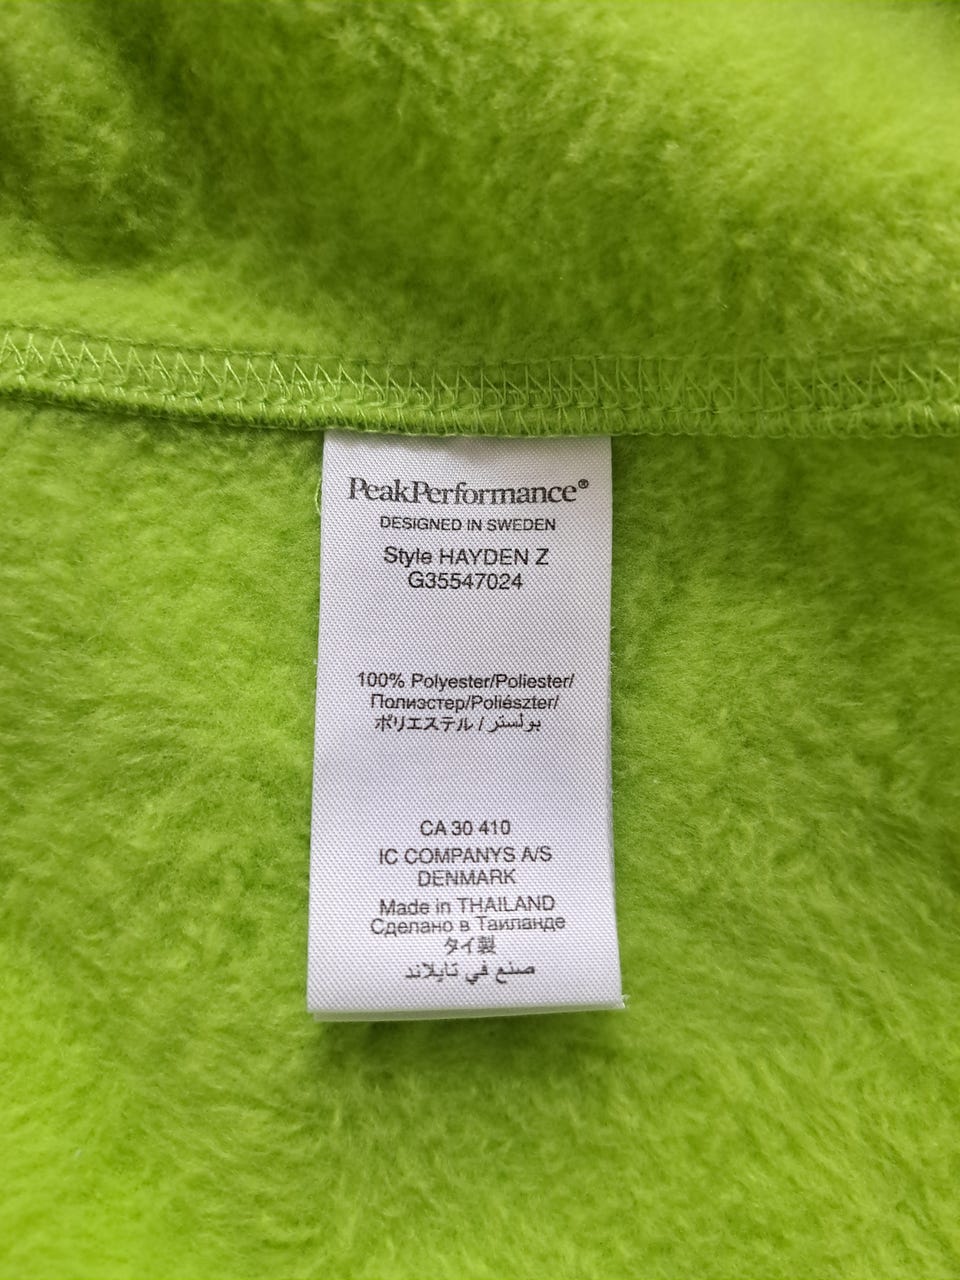 PeakPerformance®
DESIGNED IN SWEDEN
Style HAYDEN Z
G35547024
100% Polyester/Poliester/
Полиэстер/Poliészter/
ポリエステル / بولستر
CA 30 410
IC COMPANYS A/S
DENMARK
Made in THAILAND
Сделано в Таиланде
タイ製
صنع في تايلاند